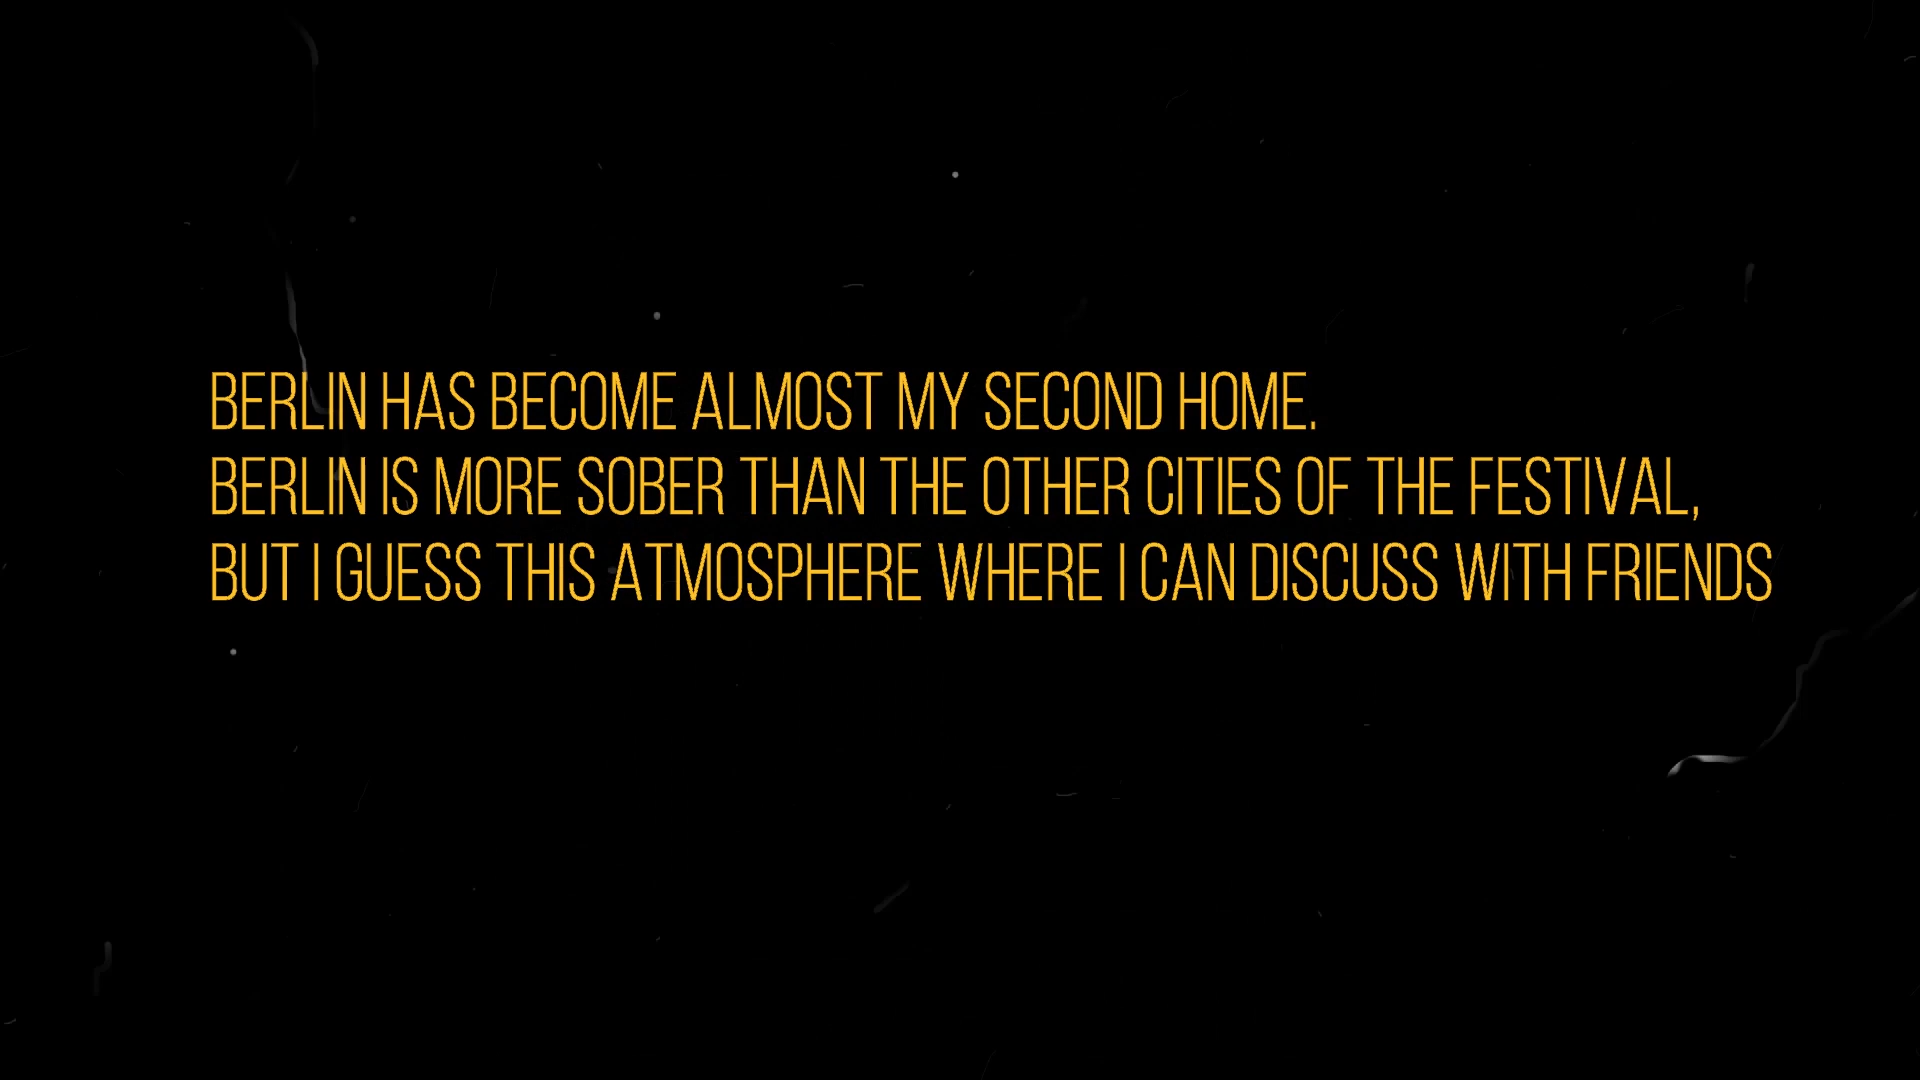 BERLIN HAS BECOME ALMOST MY SECOND HOME.
BERLIN IS MORE SOBER THAN THE OTHER CITIES OF THE FESTIVAL,
BUT I GUESS THIS ATMOSPHERE WHERE I CAN DISCUSS WITH FRIENDS